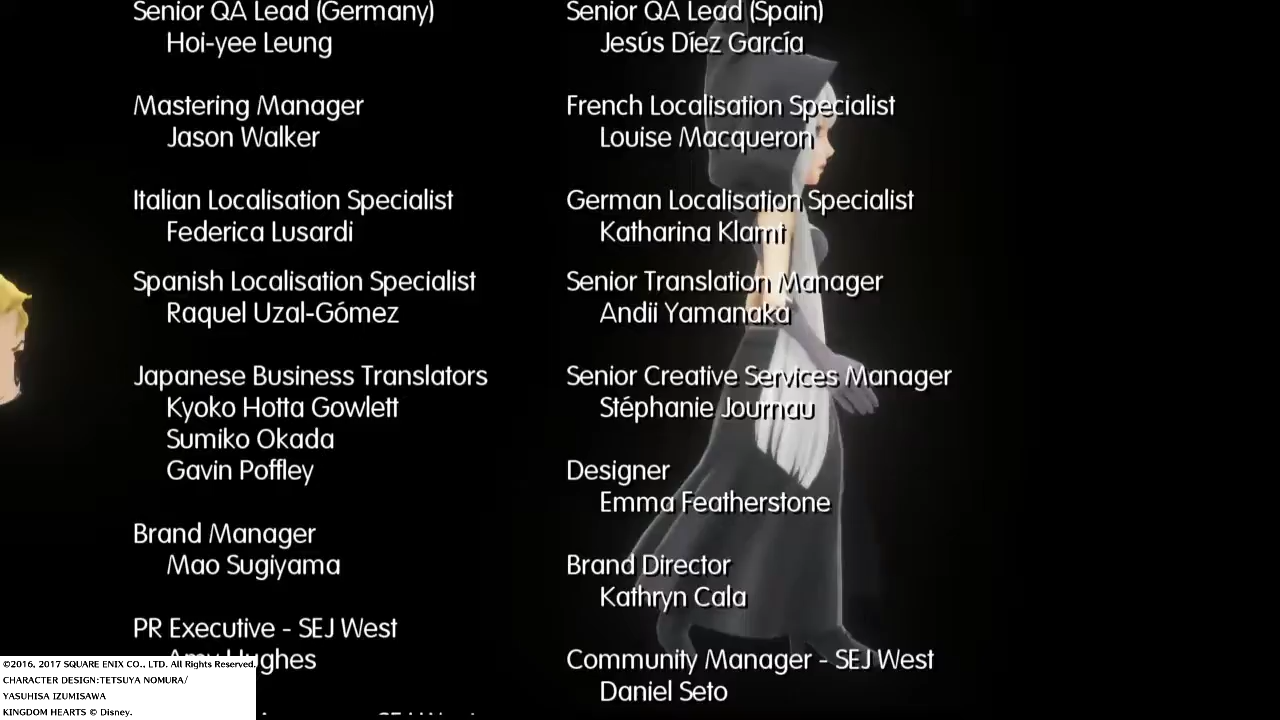 Senior QA Lead (Germany)
Hoi-yee Leung
Mastering Manager
Jason Walker
Italian Localisation Specialist
Federica Lusardi
Spanish Localisation Specialist
Raquel Uzal-Gómez
Japanese Business Translators
Kyoko Hotta Gowlett
Sumiko Okada
Gavin Poffley
Brand Manager
Mao Sugiyama
PR Executive - SEJ West
Amy Hughes
Senior QA Lead (Spain)
Jesús Díez García
French Localisation Specialist
Louise Macqueron
German Localisation Specialist
Katharina Klamt
Senior Translation Manager
Andii Yamanaka
Senior Creative Services Manager
Stéphanie Journau
Designer
Emma Featherstone
Brand Director
Kathryn Cala
Community Manager - SEJ West
Daniel Seto
©2016, 2017 SQUARE ENIX CO., LTD. All Rights Reserved.
CHARACTER DESIGN:TETSUYA NOMURA/
YASUHISA IZUMISAWA
KINGDOM HEARTS © Disney.